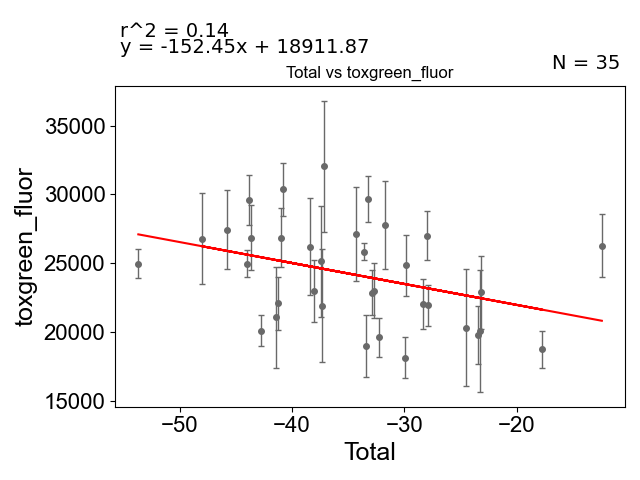 r^2 = 0.14
y = -152.45x + 18911.87
N = 35
Total vs toxgreen_fluor
35000
30000
25000
20000
15000
toxgreen_fluor
−50
−40
−30
−20
Total